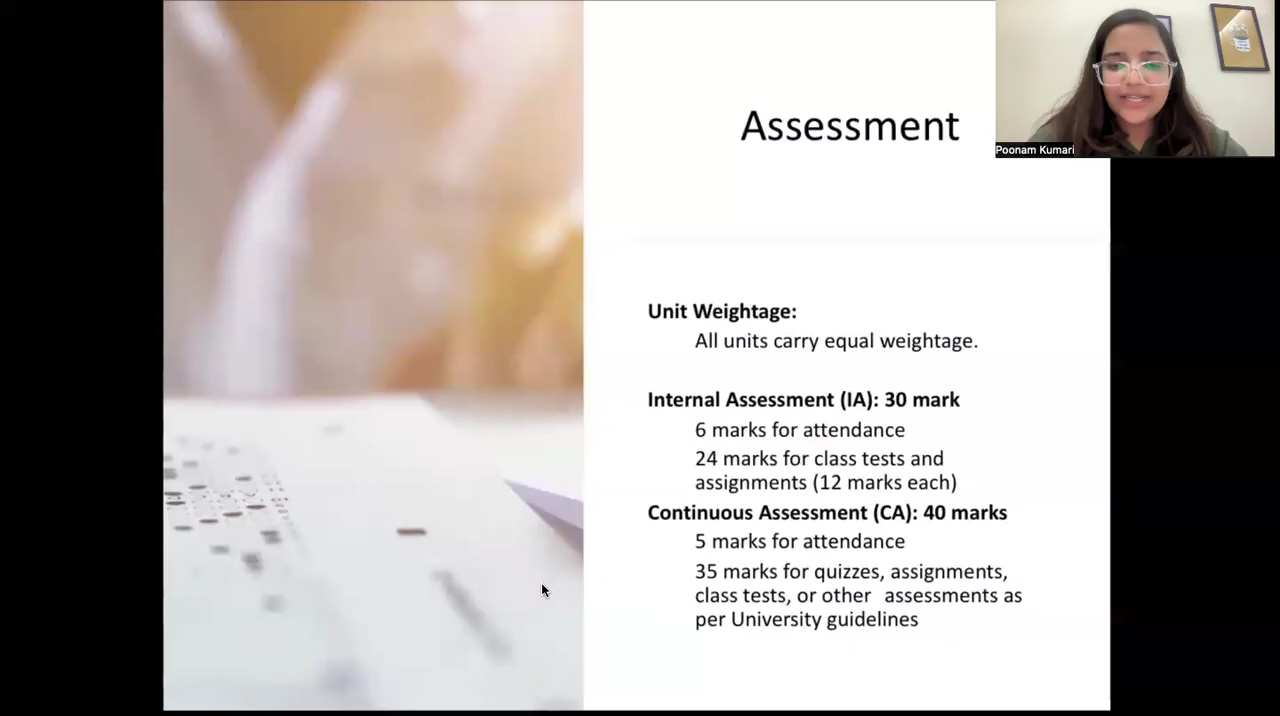 Assessment
Poonam Kumari
Unit Weightage:
All units carry equal weightage.
Internal Assessment (IA): 30 mark
6 marks for attendance
24 marks for class tests and
assignments (12 marks each)
Continuous Assessment (CA): 40 marks
5 marks for attendance
35 marks for quizzes, assignments,
class tests, or other assessments as
per University guidelines